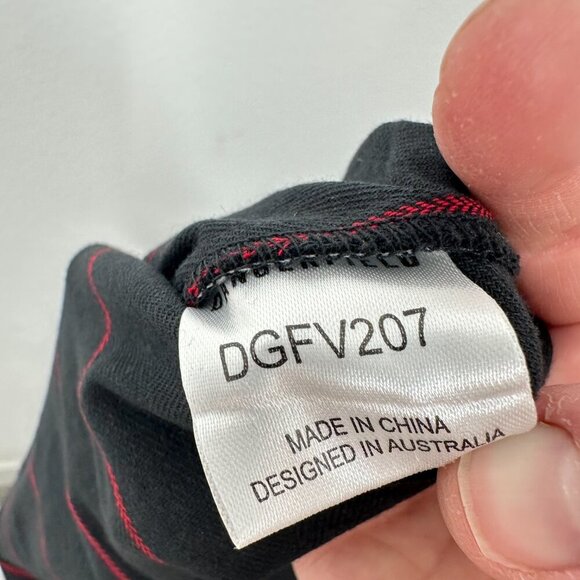 DGFV207
MADE IN CHINA
DESIGNED IN AUSTRALIA